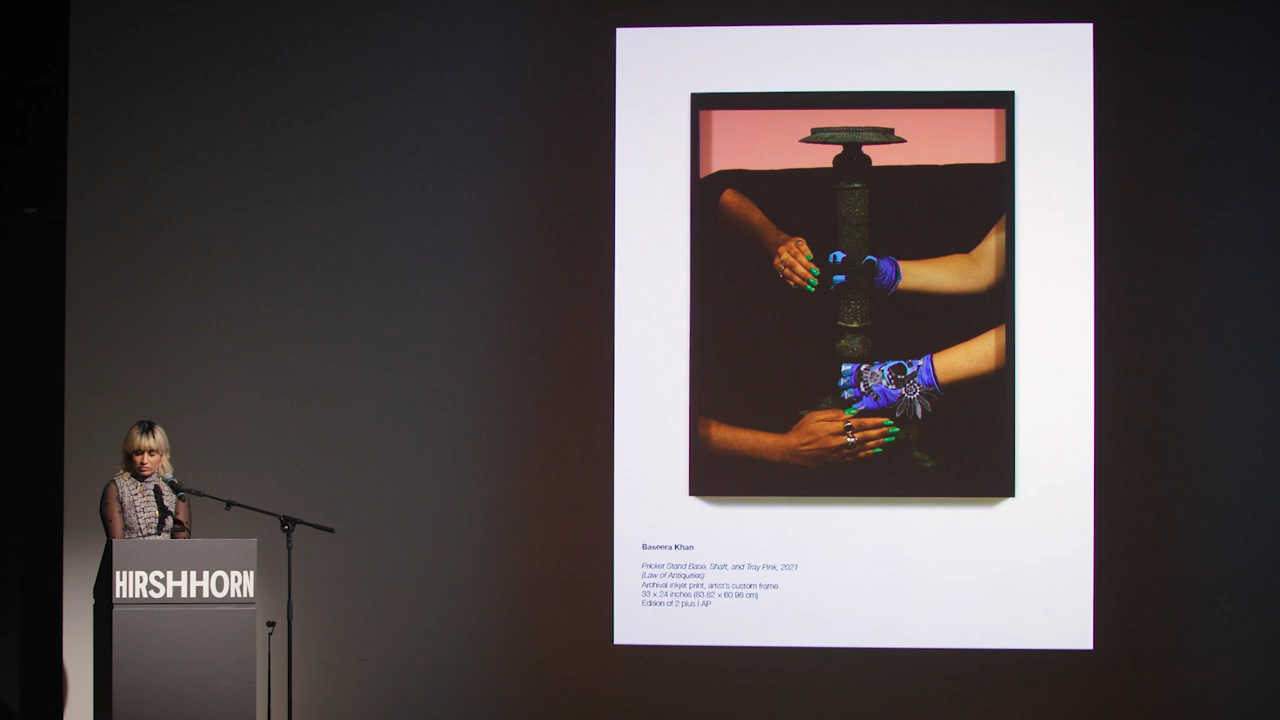 HIRSHHORN
Baseera Khan
Pricket Stand Base, Shaft, and Tray Pink, 2021
(Law of Antiquities)
Archival inkjet print, artist's custom frame
33 x 24 inches (83.82 x 60.96 cm)
Edition of 2 plus I AP